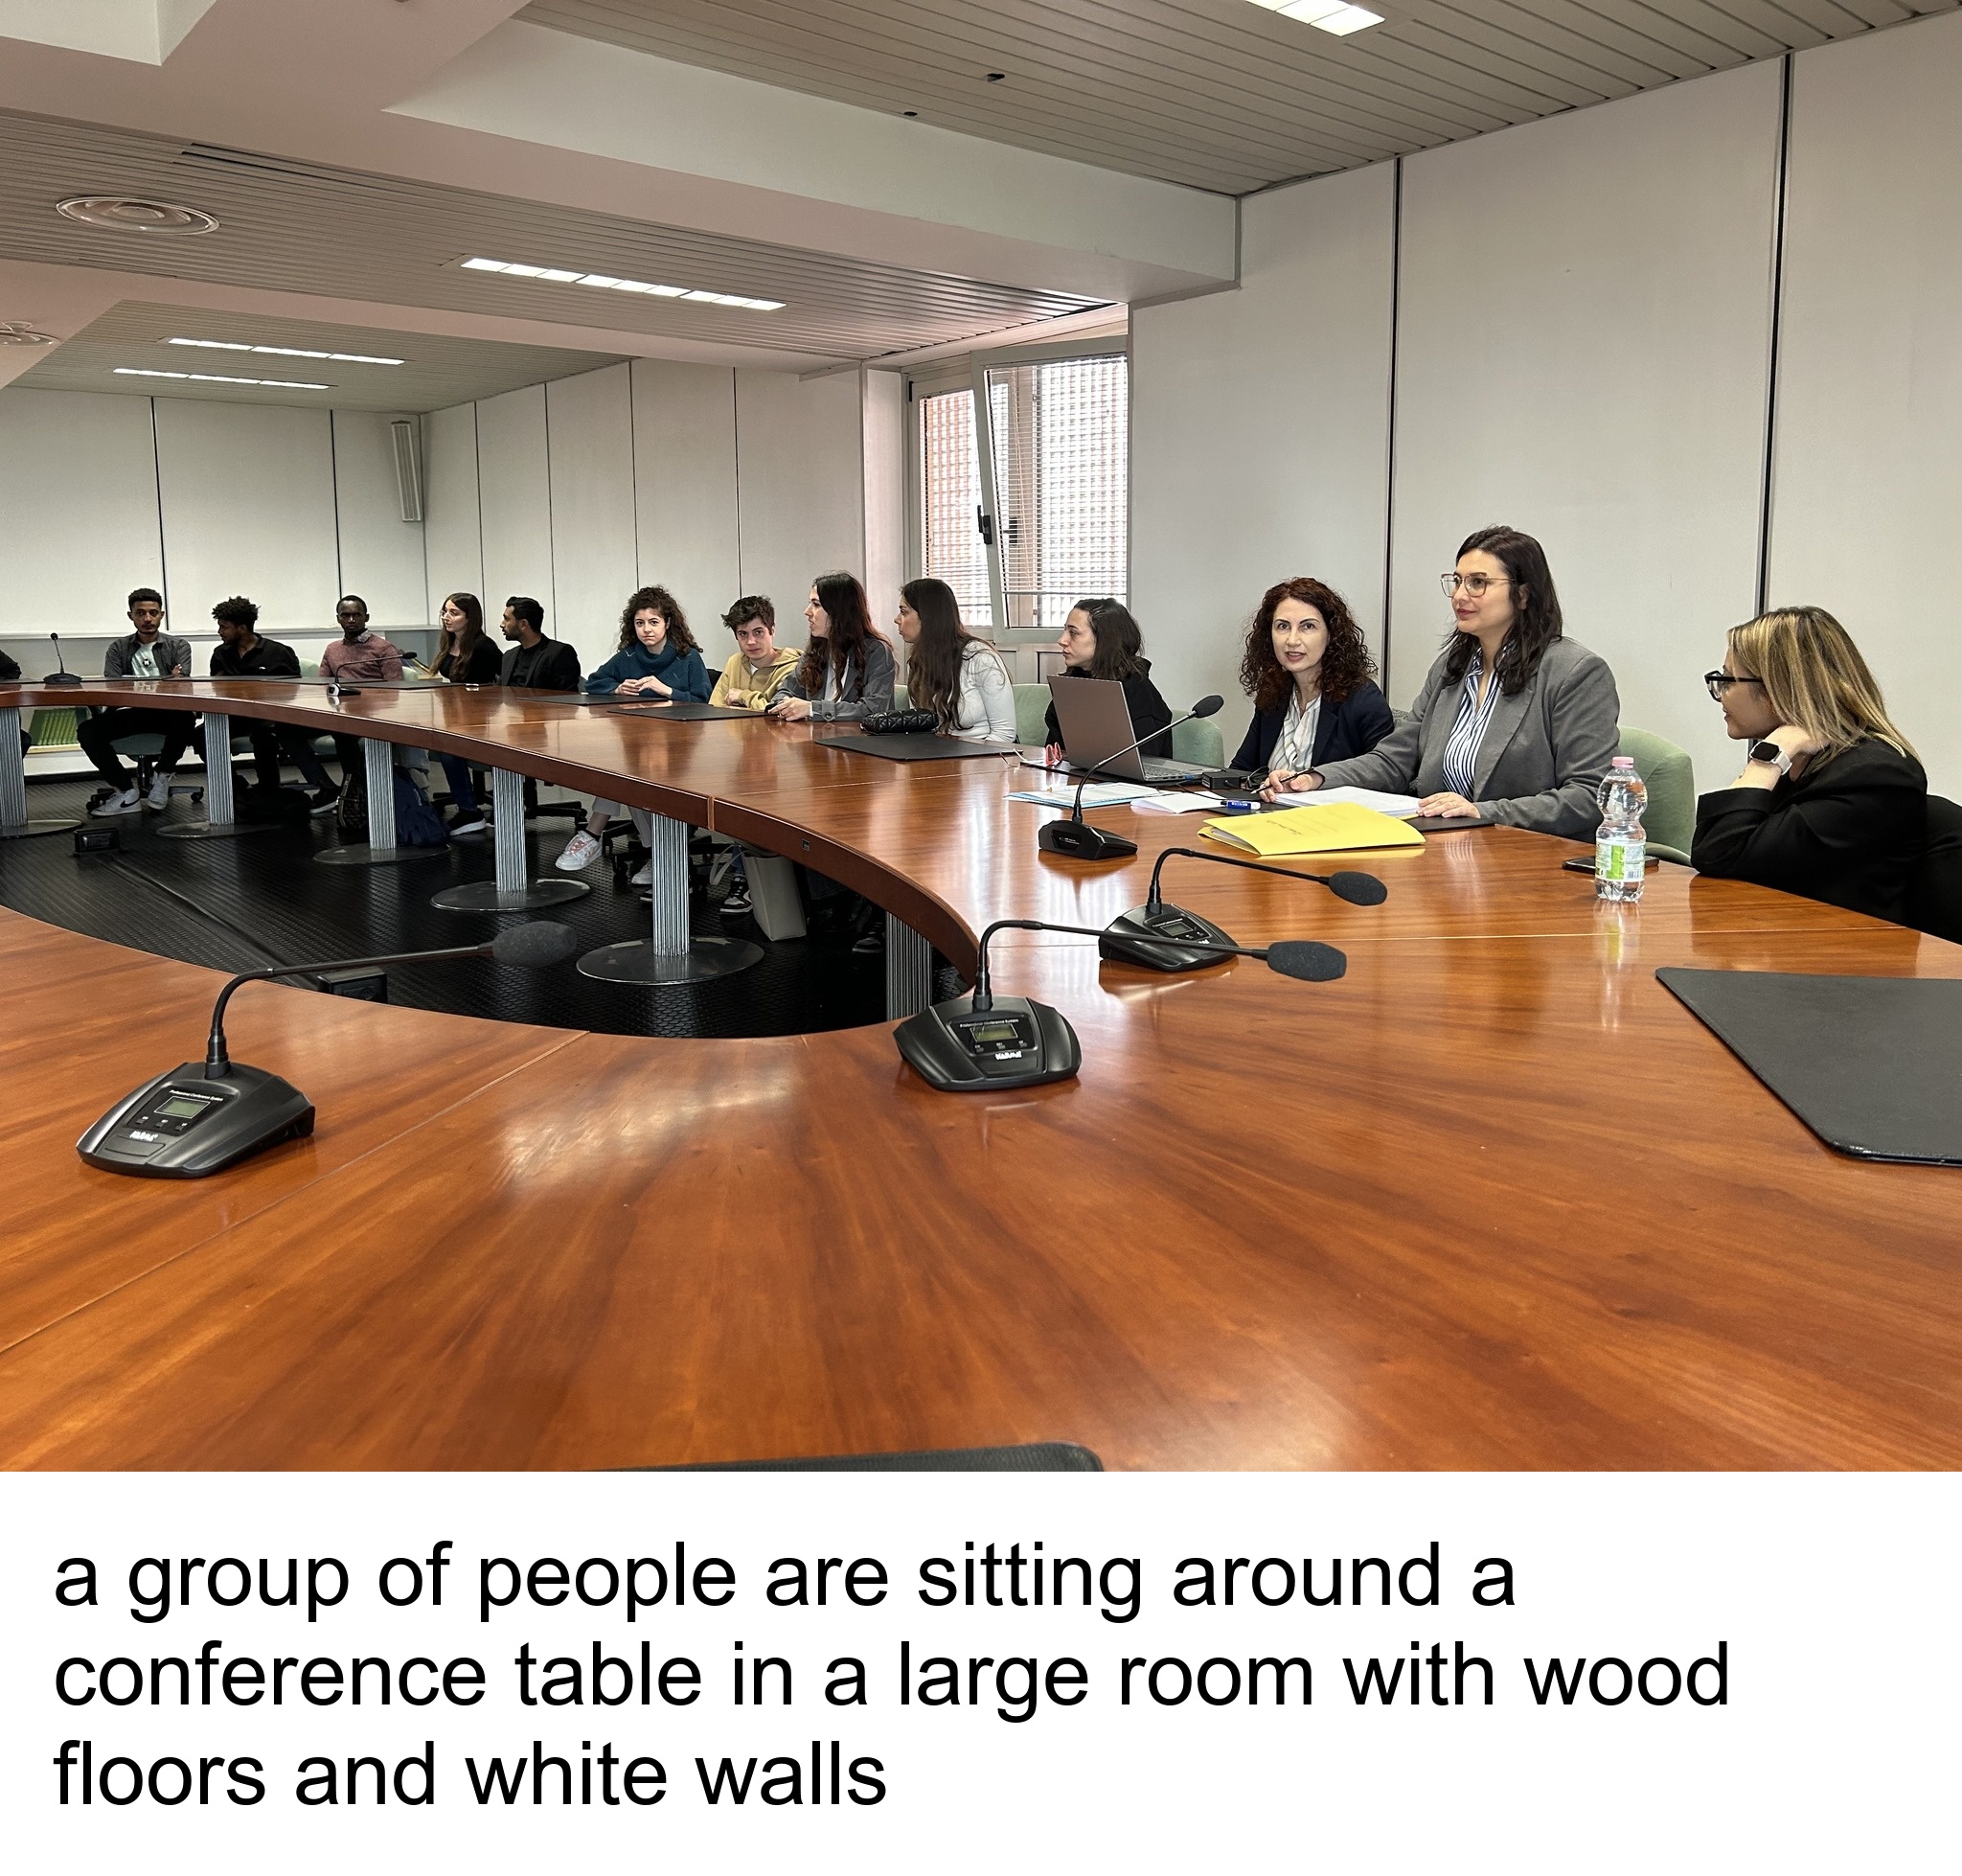 a group of people are sitting around a
conference table in a large room with wood
floors and white walls